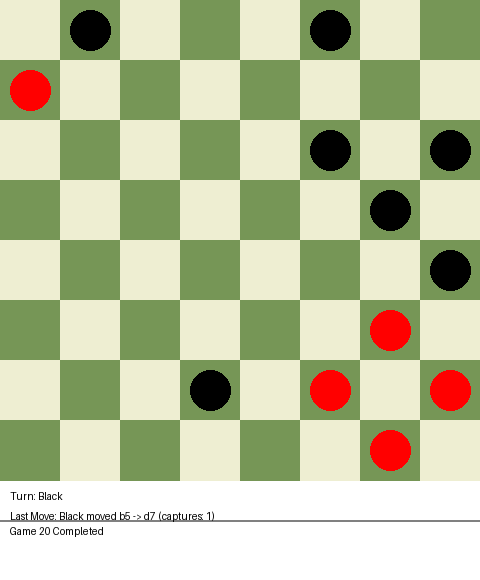 Turn: Black
Last Move: Black moved b5 -> d7 (captures: 1)
Game 20 Completed